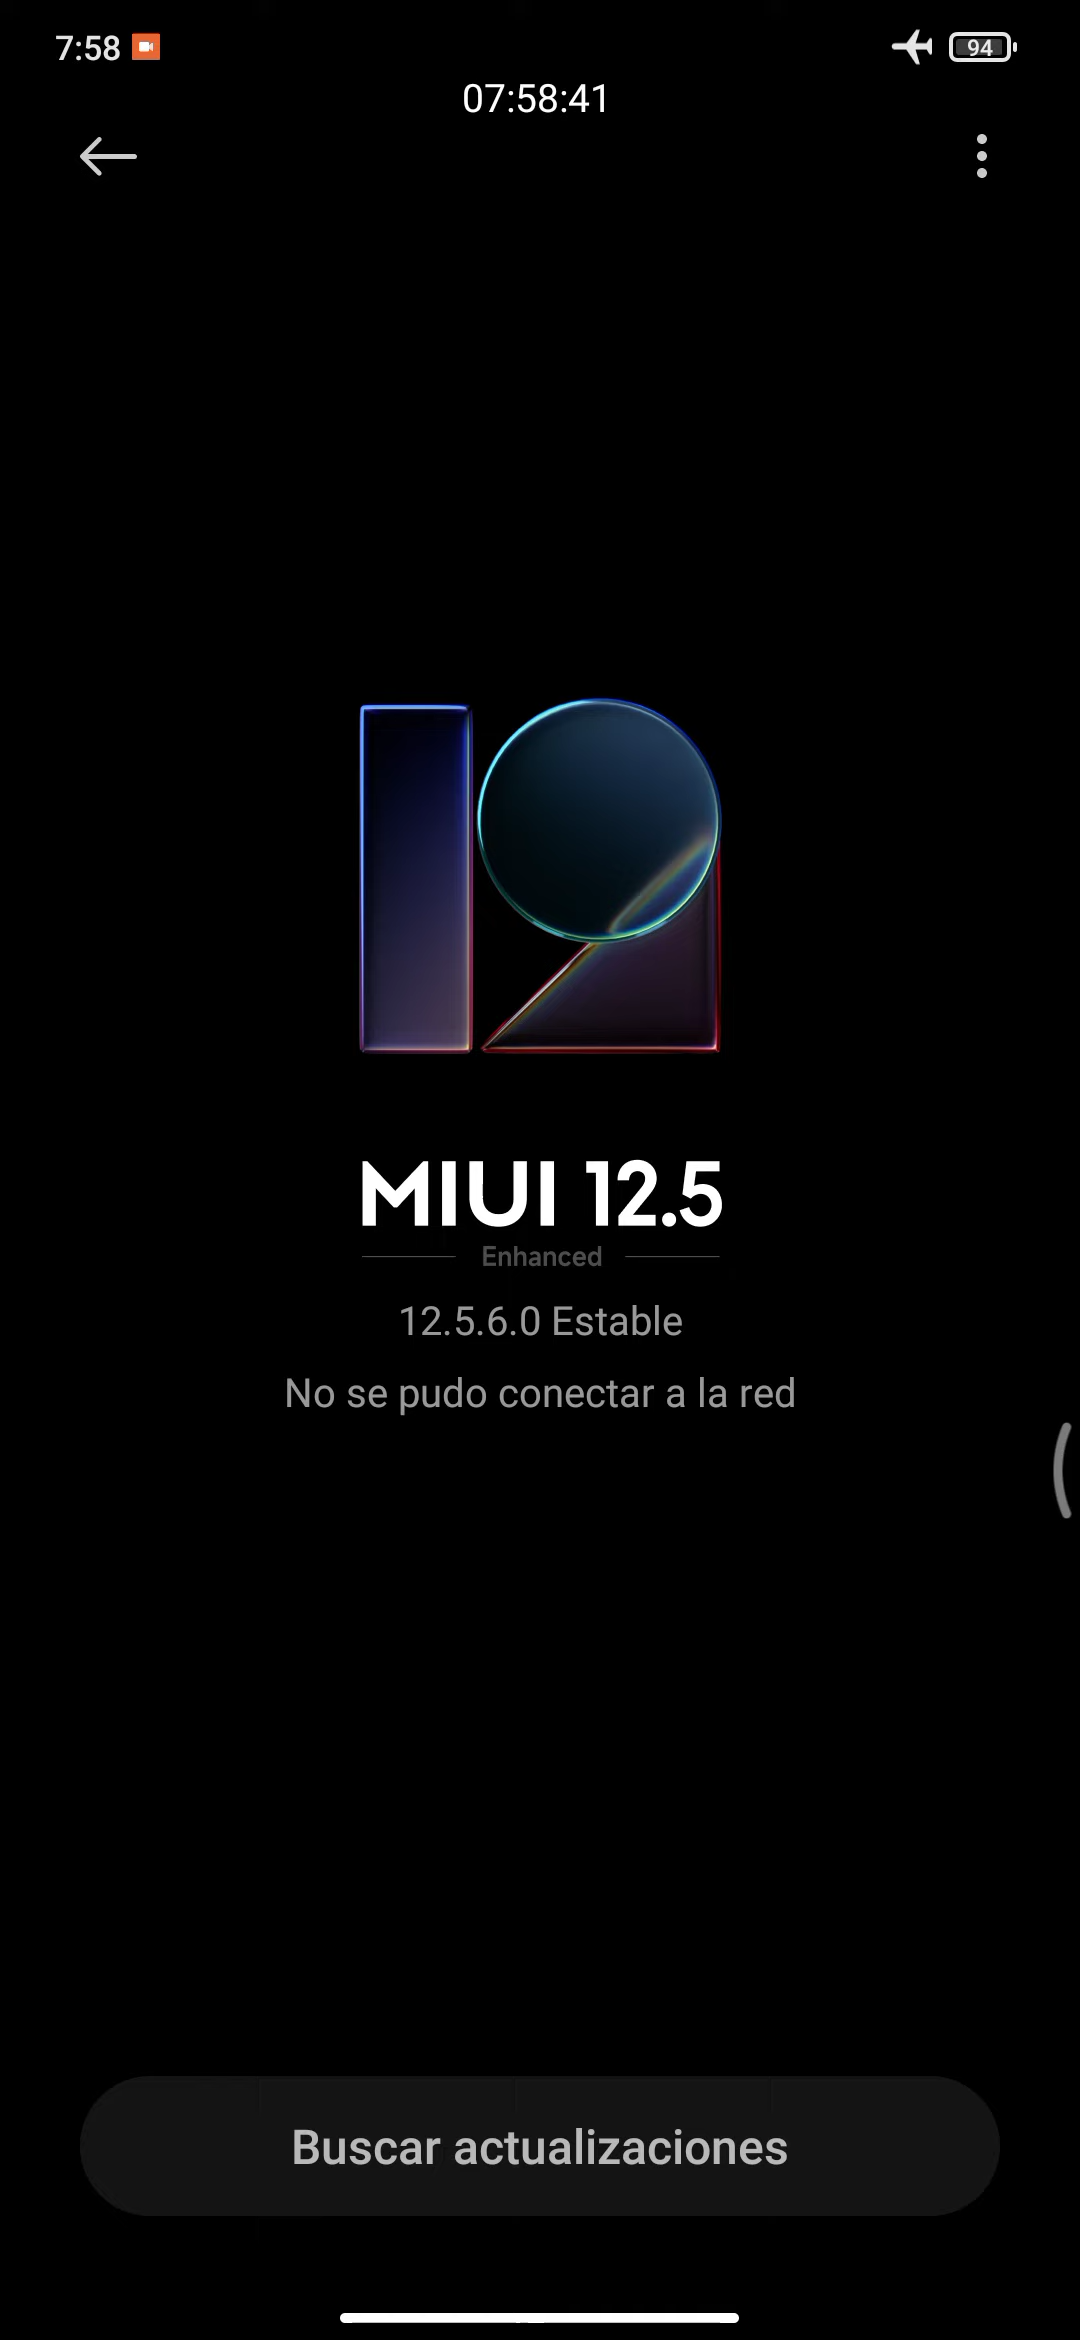 7:58
94
07:58:41
MIUI 12.5
Enhanced
12.5.6.0 Estable
No se pudo conectar a la red
Buscar actualizaciones